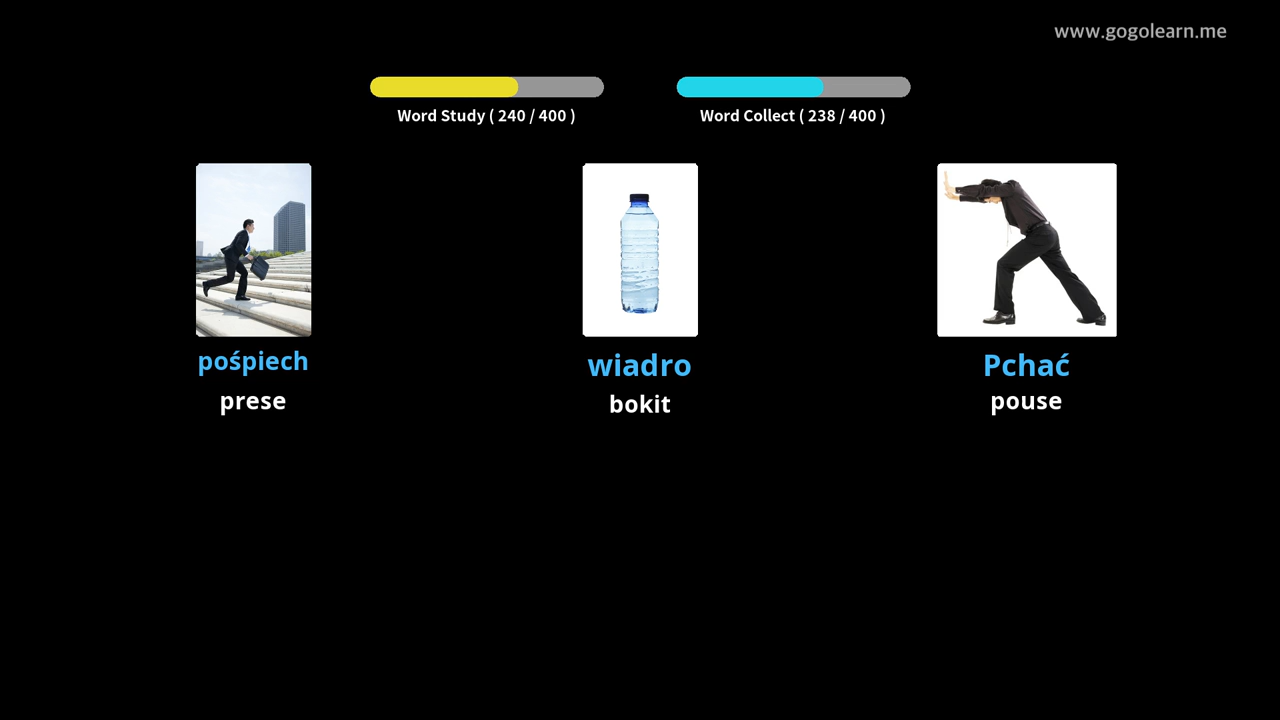 www.gogolearn.me
Word Study ( 240 / 400 )
Word Collect ( 238 / 400 )
pośpiech
prese
wiadro
bokit
Pchać
pouse